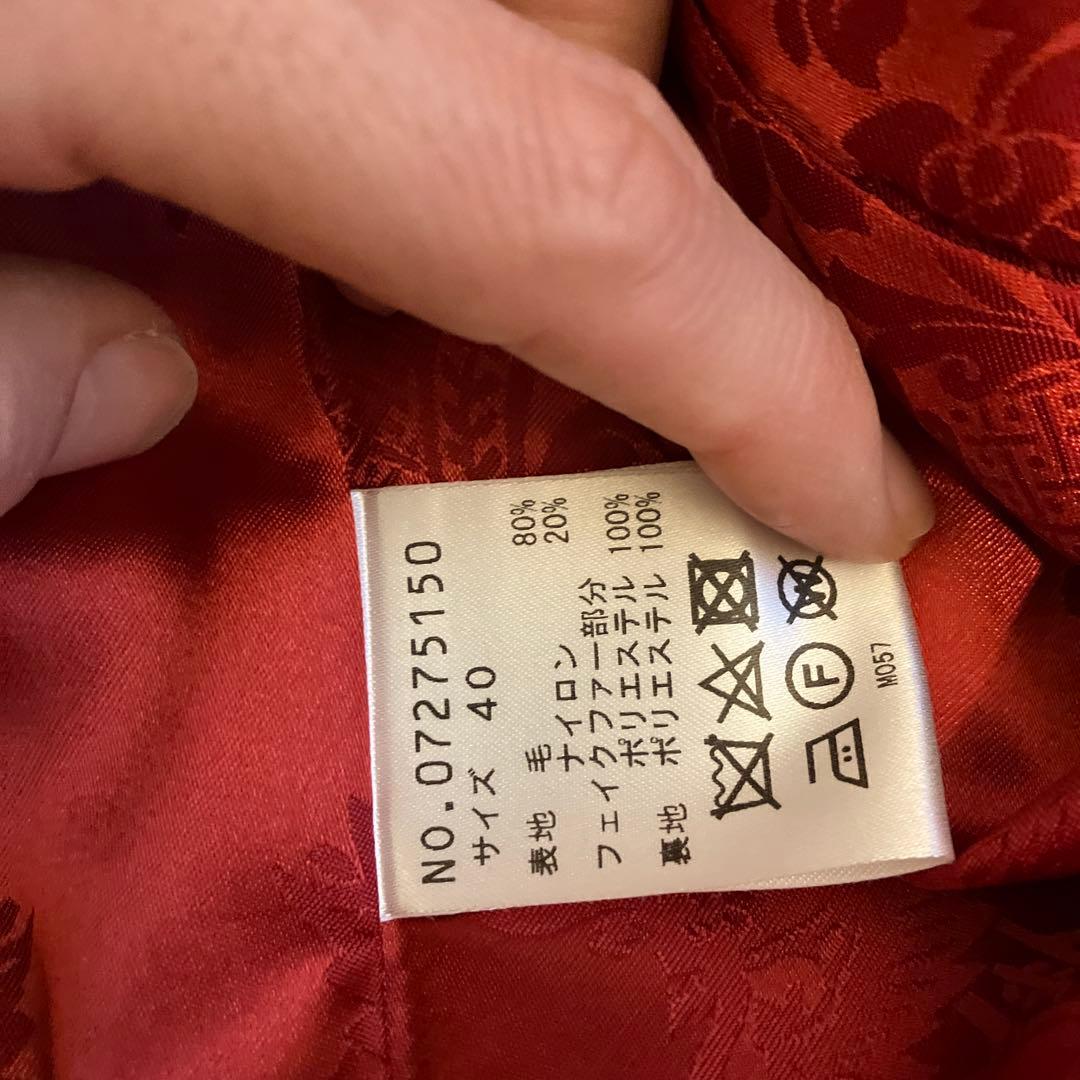 NO.07275150
サイズ 40
表地 毛 80%
ナイロン 20%
フェイクファー部分
ポリエステル 100%
裏地 ポリエステル 100%
W
F
M057